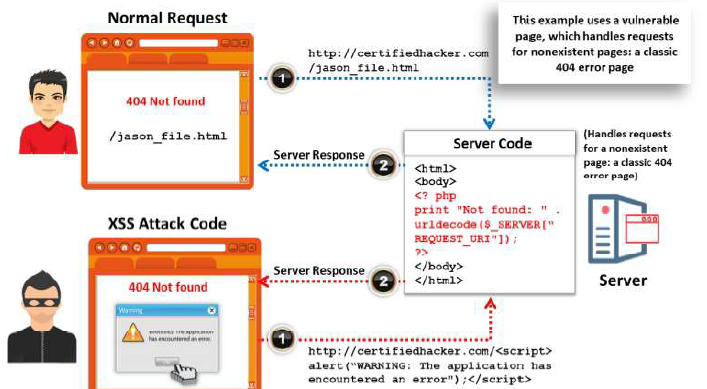 Normal Request
This example uses a vulnerable
page, which handles requests
for nonexistent pages: a classic
404 error page
http://certifiedhacker.com
/jason_file.html
1
404 Not found
/jason_file.html
Server Response
2
Server Code
<html>
<body>
<? php
print "Not found: " .
urldecode($_SERVER["
REQUEST_URI"]);
?>
</body>
</html>
(Handles requests
for a nonexistent
page: a classic 404
error page)
Server
XSS Attack Code
404 Not found
Warning
The application
has encountered an error.
Server Response
2
1
http://certifiedhacker.com/<script>
alert("WARNING: The application has
encountered an error");</script>